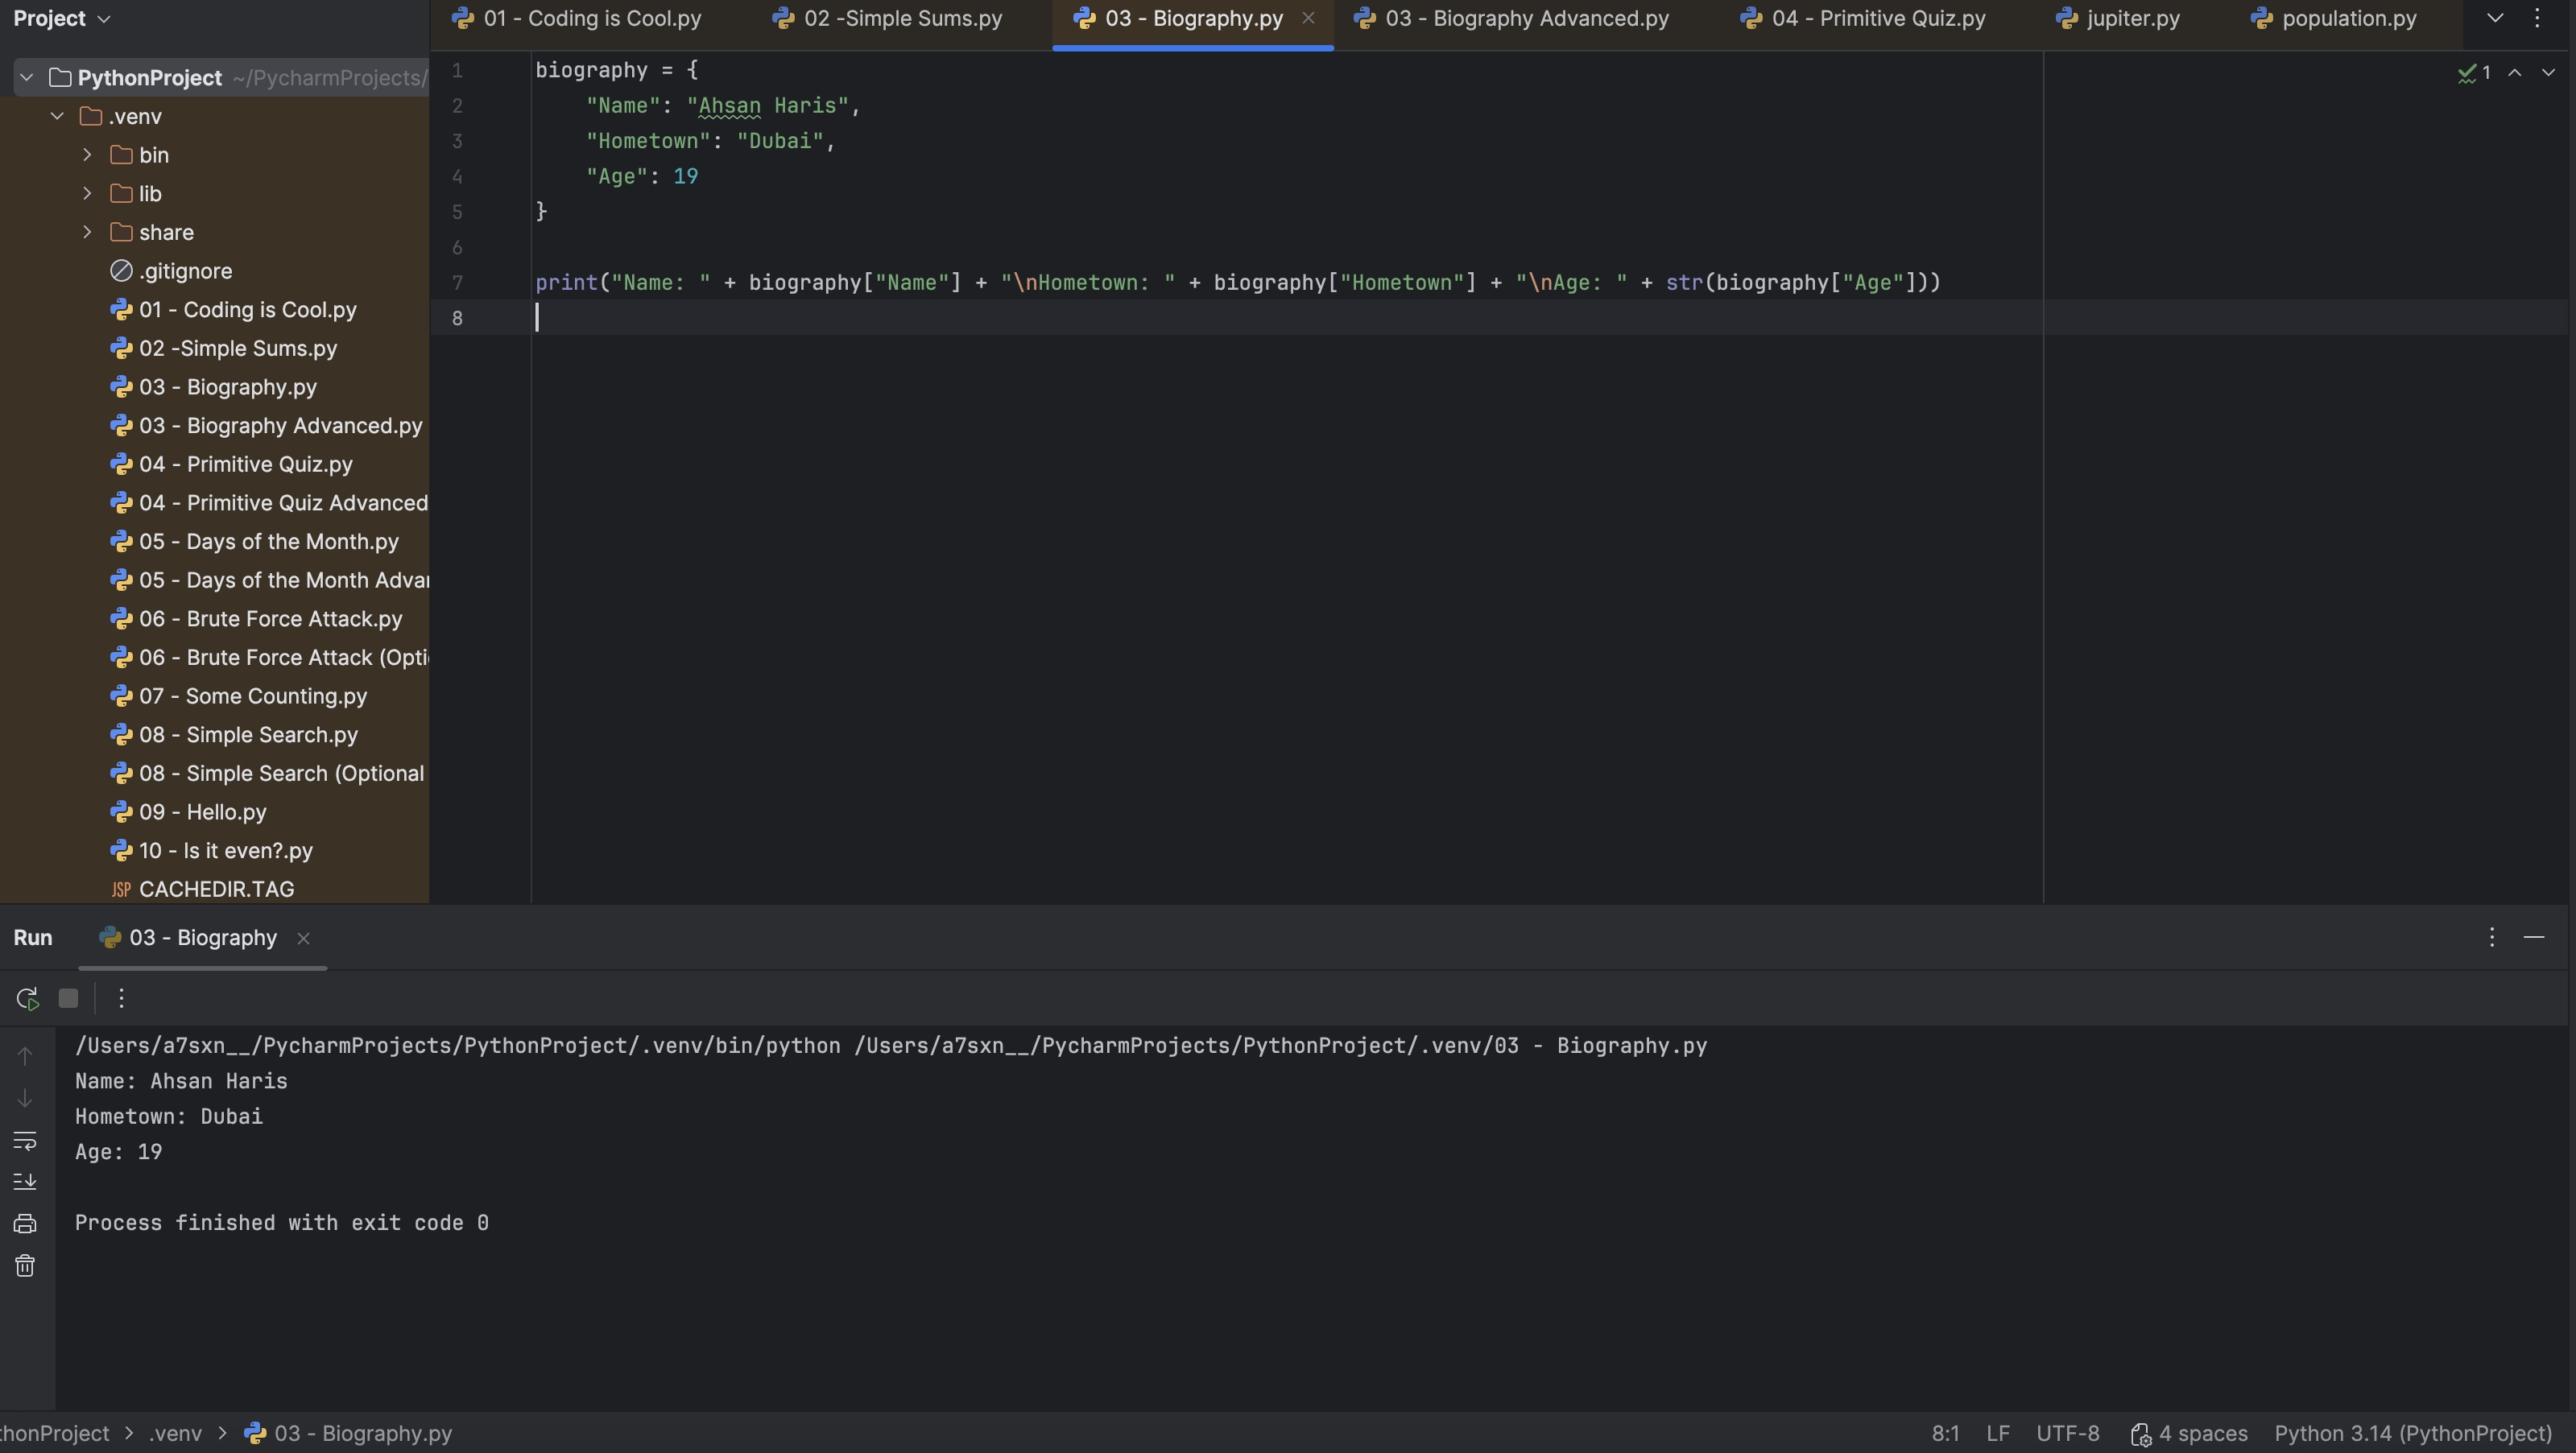 Project
01 - Coding is Cool.py
02 -Simple Sums.py
03 - Biography.py
03 - Biography Advanced.py
04 - Primitive Quiz.py
jupiter.py
population.py
PythonProject ~/PycharmProjects/
.venv
bin
lib
share
.gitignore
01 - Coding is Cool.py
02 -Simple Sums.py
03 - Biography.py
03 - Biography Advanced.py
04 - Primitive Quiz.py
04 - Primitive Quiz Advanced
05 - Days of the Month.py
05 - Days of the Month Advan
06 - Brute Force Attack.py
06 - Brute Force Attack (Opti
07 - Some Counting.py
08 - Simple Search.py
08 - Simple Search (Optional
09 - Hello.py
10 - Is it even?.py
JSP CACHEDIR.TAG
1 biography = {
2 "Name": "Ahsan Haris",
3 "Hometown": "Dubai",
4 "Age": 19
5 }
6
7 print("Name: " + biography["Name"] + "\nHometown: " + biography["Hometown"] + "\nAge: " + str(biography["Age"]))
8
1
Run
03 - Biography
/Users/a7sxn__/PycharmProjects/PythonProject/.venv/bin/python /Users/a7sxn__/PycharmProjects/PythonProject/.venv/03 - Biography.py
Name: Ahsan Haris
Hometown: Dubai
Age: 19
Process finished with exit code 0
thonProject > .venv > 03 - Biography.py
8:1 LF UTF-8 4 spaces Python 3.14 (PythonProject)